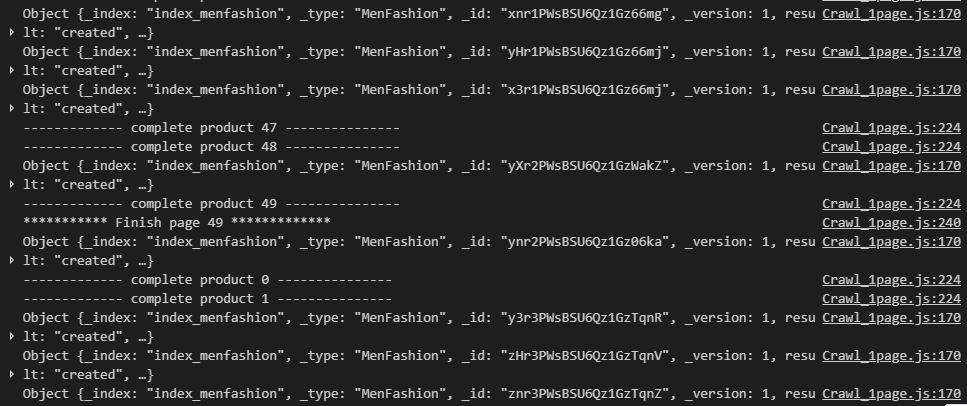 Object {_index: "index_menfashion", _type: "MenFashion", _id: "xnr1PWsBSU6Qz1Gz66mg", _version: 1, resu Crawl_1page.js:170
lt: "created", …}
Object {_index: "index_menfashion", _type: "MenFashion", _id: "yHr1PWsBSU6Qz1Gz66mj", _version: 1, resu Crawl_1page.js:170
lt: "created", …}
Object {_index: "index_menfashion", _type: "MenFashion", _id: "x3r1PWsBSU6Qz1Gz66mj", _version: 1, resu Crawl_1page.js:170
lt: "created", …}
------------- complete product 47 --------------- Crawl_1page.js:224
------------- complete product 48 --------------- Crawl_1page.js:224
Object {_index: "index_menfashion", _type: "MenFashion", _id: "yXr2PWsBSU6Qz1GzWakZ", _version: 1, resu Crawl_1page.js:170
lt: "created", …}
------------- complete product 49 --------------- Crawl_1page.js:224
*********** Finish page 49 ************* Crawl_1page.js:240
Object {_index: "index_menfashion", _type: "MenFashion", _id: "ynr2PWsBSU6Qz1Gz06ka", _version: 1, resu Crawl_1page.js:170
lt: "created", …}
------------- complete product 0 --------------- Crawl_1page.js:224
------------- complete product 1 --------------- Crawl_1page.js:224
Object {_index: "index_menfashion", _type: "MenFashion", _id: "y3r3PWsBSU6Qz1GzTqnR", _version: 1, resu Crawl_1page.js:170
lt: "created", …}
Object {_index: "index_menfashion", _type: "MenFashion", _id: "zHr3PWsBSU6Qz1GzTqnV", _version: 1, resu Crawl_1page.js:170
lt: "created", …}
Object {_index: "index_menfashion", _type: "MenFashion", _id: "znr3PWsBSU6Qz1GzTqnZ", _version: 1, resu Crawl_1page.js:170